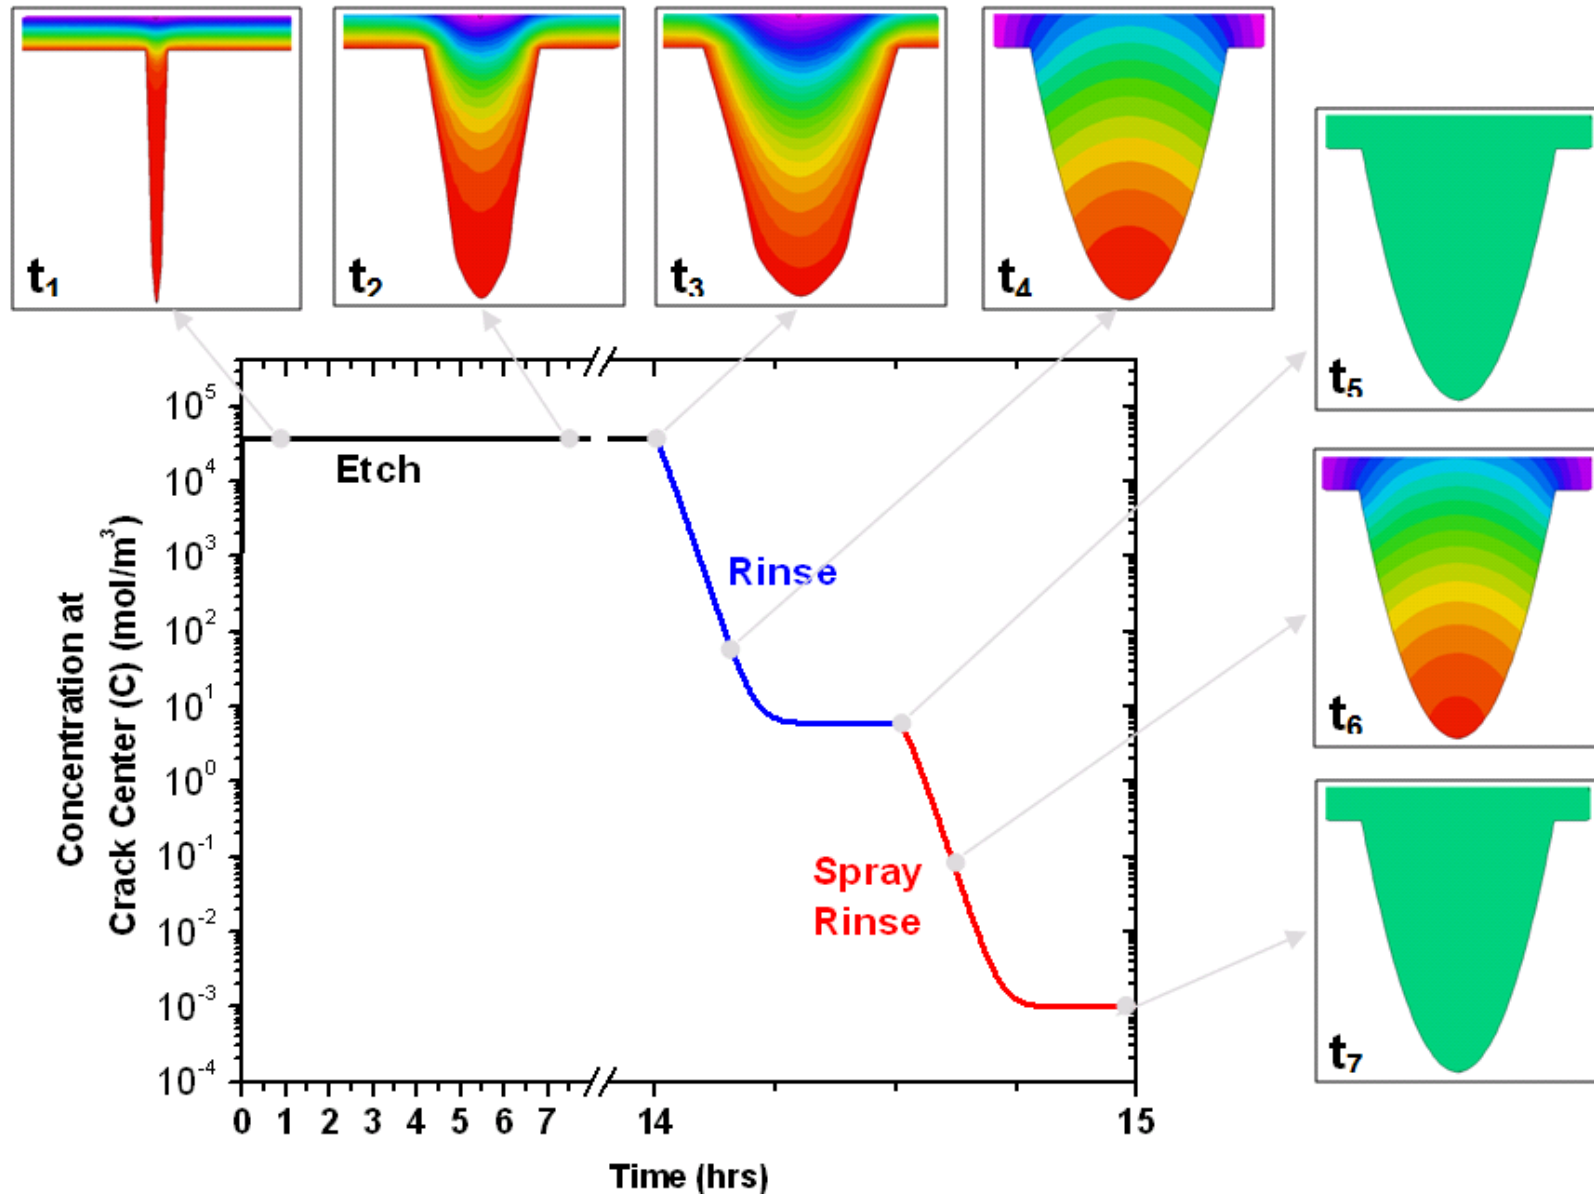 t₁
t₂
t₃
t₄
t₅
t₆
t₇
10⁵
10⁴
10³
10²
10¹
10⁰
10⁻¹
10⁻²
10⁻³
10⁻⁴
Concentration at
Crack Center (C) (mol/m³)
Etch
Rinse
Spray
Rinse
0 1 2 3 4 5 6 7 14 15
Time (hrs)